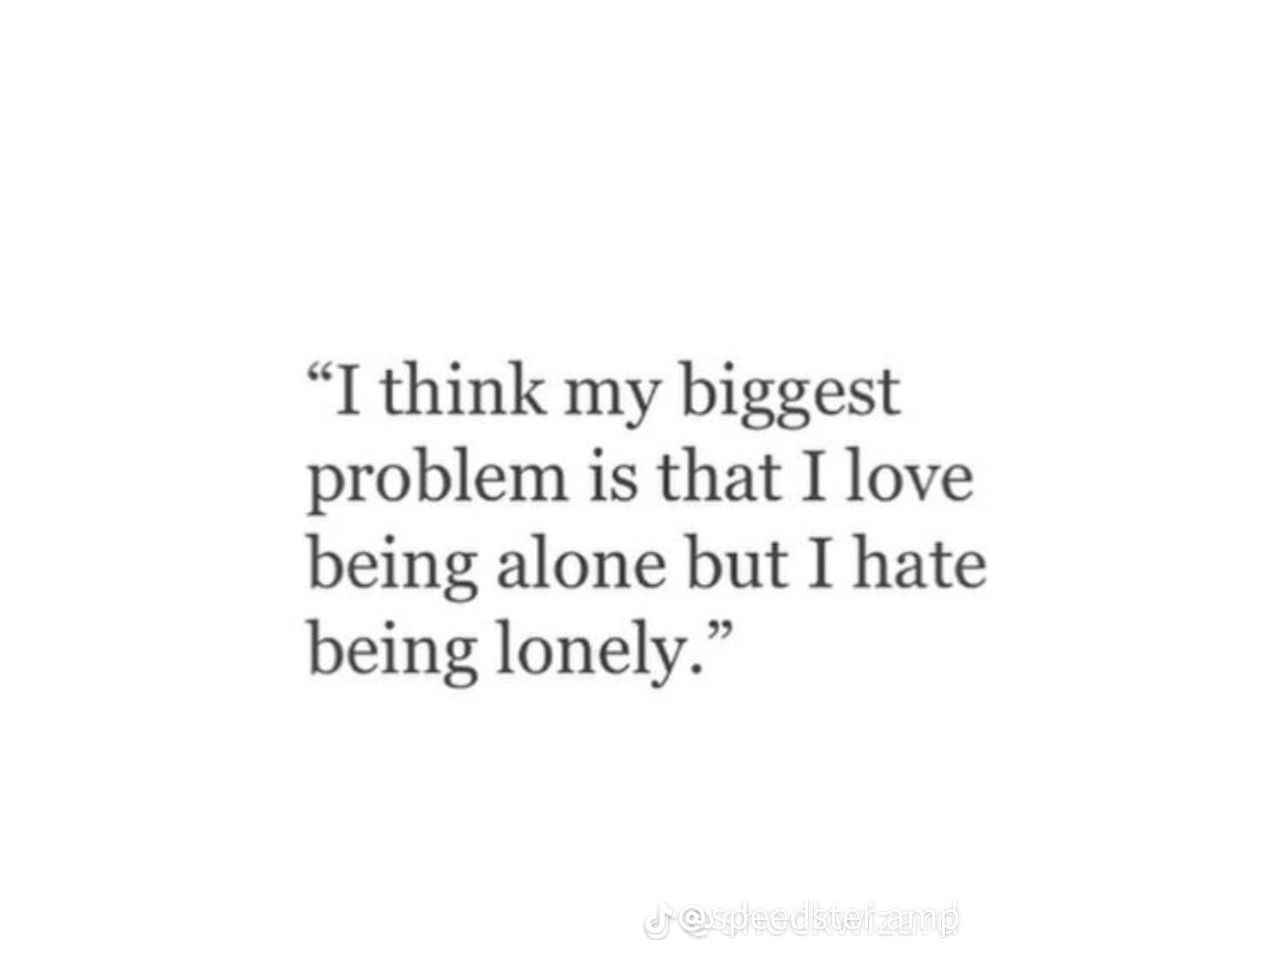 “I think my biggest
problem is that I love
being alone but I hate
being lonely.”